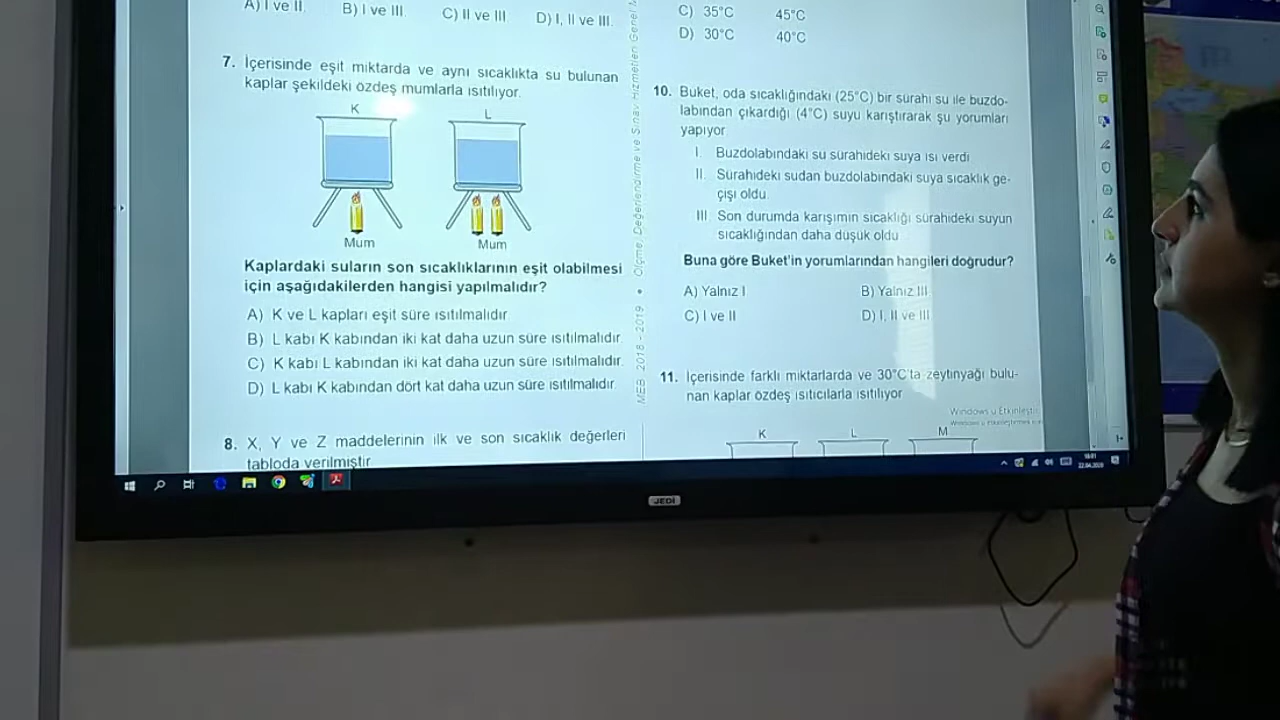 A) I ve II. B) I ve III. C) II ve III D) I, II ve III.
7. İçerisinde eşit miktarda ve aynı sıcaklıkta su bulunan
kaplar şekildeki özdeş mumlarla ısıtılıyor.
K L
Mum Mum
Kaplardaki suların son sıcaklıklarının eşit olabilmesi
için aşağıdakilerden hangisi yapılmalıdır?
A) K ve L kapları eşit süre ısıtılmalıdır.
B) L kabı K kabından iki kat daha uzun süre ısıtılmalıdır.
C) K kabı L kabından iki kat daha uzun süre ısıtılmalıdır.
D) L kabı K kabından dört kat daha uzun süre ısıtılmalıdır.
8. X, Y ve Z maddelerinin ilk ve son sıcaklık değerleri
tabloda verilmiştir.
MEB 2018 - 2019 • Ölçme, Değerlendirme ve Sınav Hizmetleri Genel
C) 35°C 45°C
D) 30°C 40°C
10. Buket, oda sıcaklığındaki (25°C) bir sürahi su ile buzdo-
labından çıkardığı (4°C) suyu karıştırarak şu yorumları
yapıyor.
I. Buzdolabındaki su sürahideki suya ısı verdi.
II. Sürahideki sudan buzdolabındaki suya sıcaklık ge-
çişi oldu.
III. Son durumda karışımın sıcaklığı sürahideki suyun
sıcaklığından daha düşük oldu.
Buna göre Buket'in yorumlarından hangileri doğrudur?
A) Yalnız I B) Yalnız III
C) I ve II D) I, II ve III
11. İçerisinde farklı miktarlarda ve 30°C'ta zeytinyağı bulu-
nan kaplar özdeş ısıtıcılarla ısıtılıyor.
K L M
Windows'u Etkinleştir
JEDI